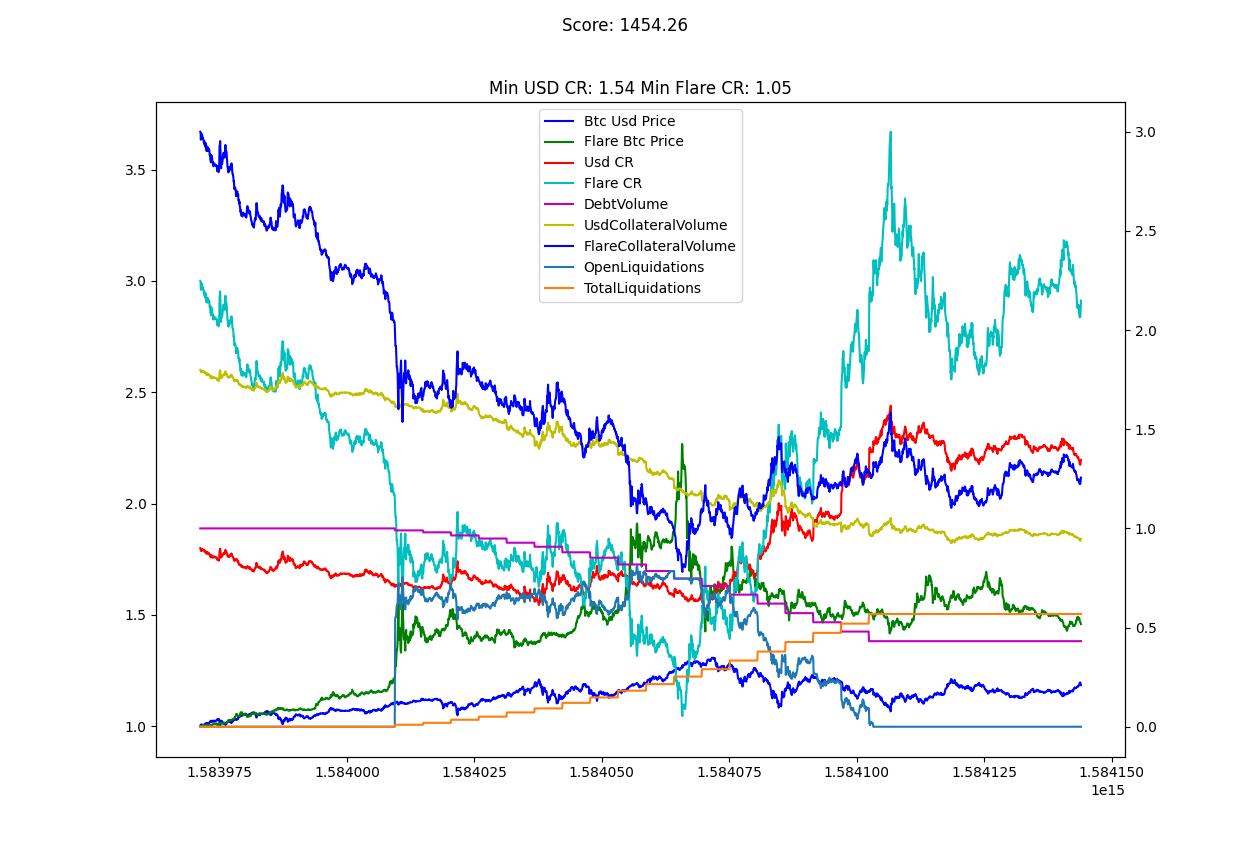 Score: 1454.26
Min USD CR: 1.54 Min Flare CR: 1.05
Btc Usd Price
Flare Btc Price
Usd CR
Flare CR
DebtVolume
UsdCollateralVolume
FlareCollateralVolume
OpenLiquidations
TotalLiquidations
3.5
3.0
2.5
2.0
1.5
1.0
3.0
2.5
2.0
1.5
1.0
0.5
0.0
1.583975 1.584000 1.584025 1.584050 1.584075 1.584100 1.584125 1.584150
1e15